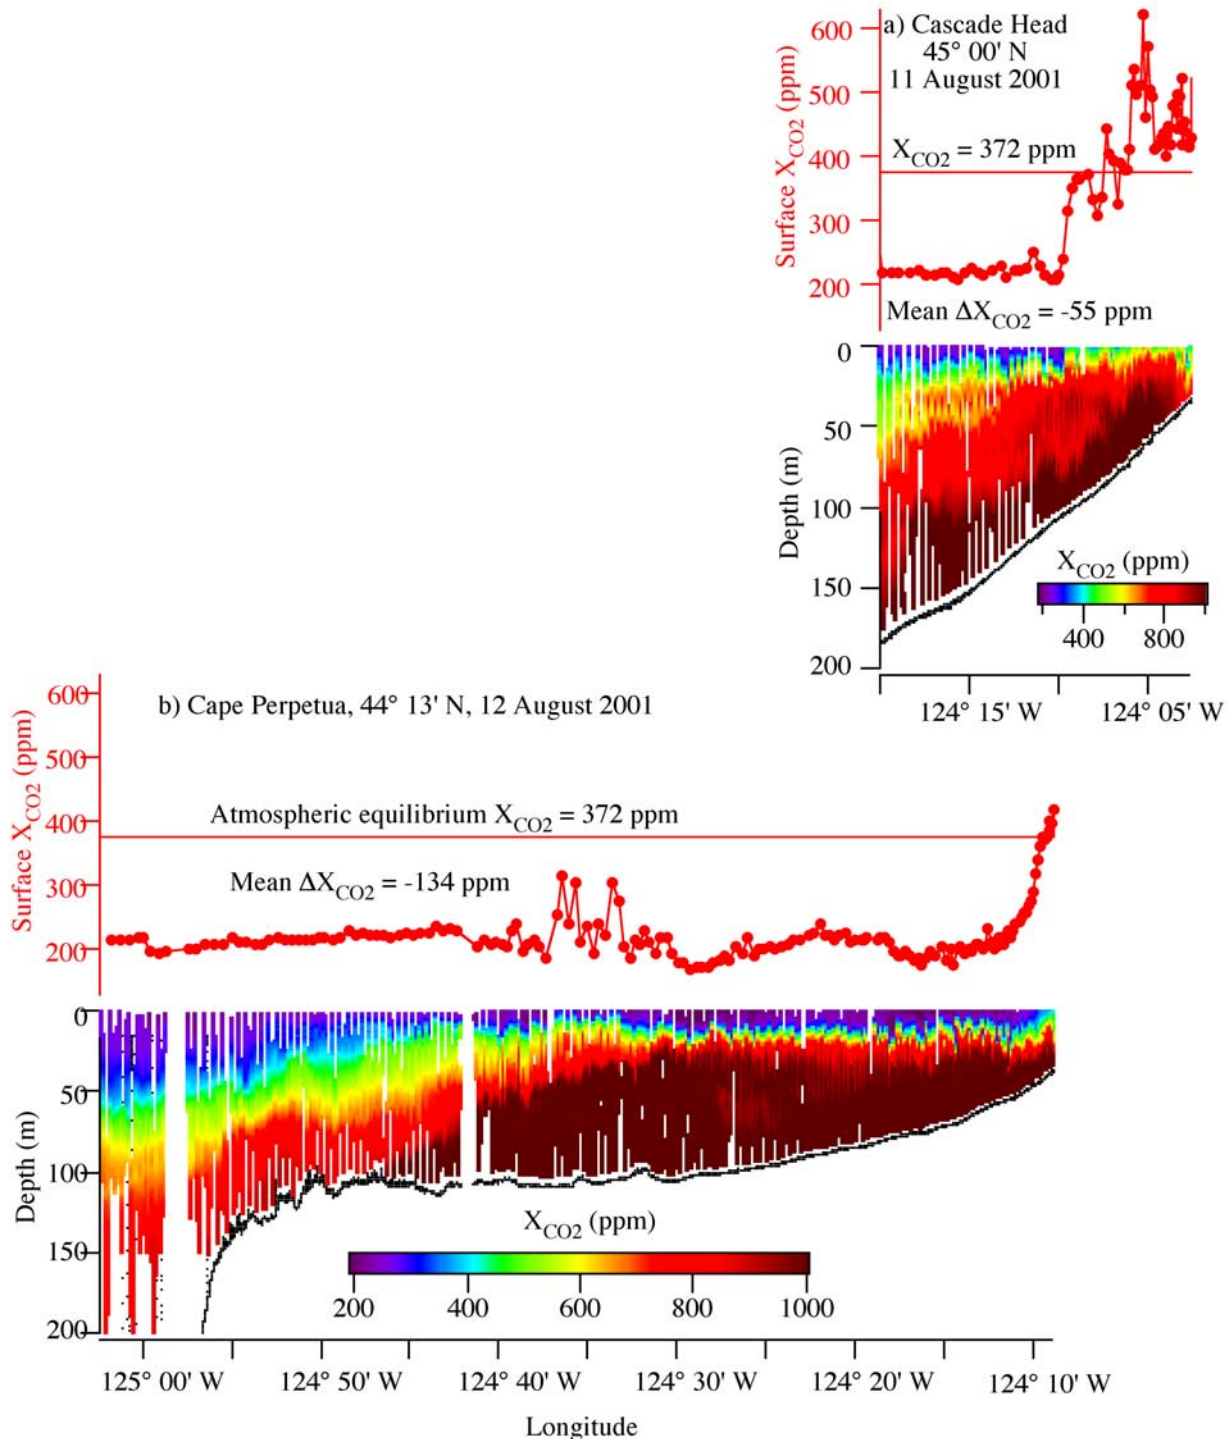 a) Cascade Head
45° 00' N
11 August 2001
Surface XCO2 (ppm)
600
500
400
300
200
XCO2 = 372 ppm
Mean ΔXCO2 = -55 ppm
Depth (m)
0
50
100
150
200
XCO2 (ppm)
400 800
124° 15' W 124° 05' W
b) Cape Perpetua, 44° 13' N, 12 August 2001
Surface XCO2 (ppm)
600
500
400
300
200
Atmospheric equilibrium XCO2 = 372 ppm
Mean ΔXCO2 = -134 ppm
Depth (m)
0
50
100
150
200
XCO2 (ppm)
200 400 600 800 1000
125° 00' W 124° 50' W 124° 40' W 124° 30' W 124° 20' W 124° 10' W
Longitude